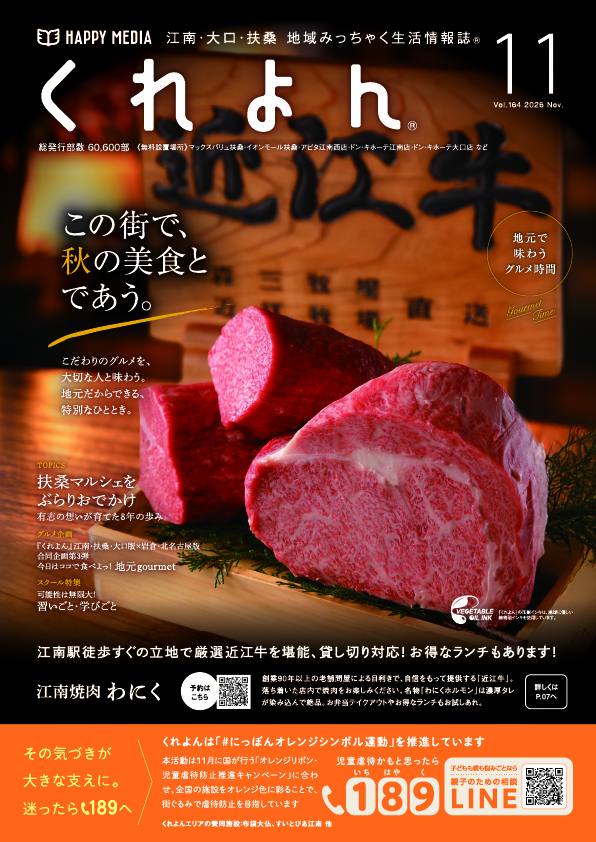 HAPPY MEDIA 江南・大口・扶桑 地域みっちゃく生活情報誌®
11
くれよん®
Vol.164 2026 Nov.
総発行部数 60,600部 《無料設置場所》マックスバリュ扶桑・イオンモール扶桑・アピタ江南西店・ドン・キホーテ江南店・ドン・キホーテ大口店 など
近江牛
森三牧場
近江牧場直送
この街で、
秋の美食と
であう。
地元で
味わう
グルメ時間
Gourmet
Time
こだわりのグルメを、
大切な人と味わう。
地元だからできる、
特別なひととき。
TOPICS
扶桑マルシェを
ぶらりおでかけ
有志の想いが育てた8年の歩み
グルメ企画
『くれよん』江南・扶桑・大口版×岩倉・北名古屋版
合同企画第3弾
今日はココで食べよっ! 地元gourmet
スクール特集
可能性は無限大!
習いごと・学びごと
VEGETABLE
OIL INK
江南駅徒歩すぐの立地で厳選近江牛を堪能、貸し切り対応! お得なランチもあります!
江南焼肉 わにく
予約は
こちら
創業90年以上の老舗問屋による目利きで、自信をもって提供する「近江牛」。
落ち着いた店内で焼肉をお楽しみください。名物「わにくホルモン」は濃厚タレ
が染み込んで絶品。お弁当テイクアウトやお得なランチもお試しあれ。
詳しくは
P.07へ
その気づきが
大きな支えに。
迷ったら189へ
くれよんは「#にっぽんオレンジシンボル運動」を推進しています
本活動は11月に国が行う「オレンジリボン・
児童虐待防止推進キャンペーン」に合わ
せ、全国の施設をオレンジ色に彩ることで、
街ぐるみで虐待防止を目指しています
くれよんエリアの賛同施設:布袋大仏、すいとぴあ江南 他
児童虐待かもと思ったら
いちはやく
189
子どもも親も悩みごとなら
親子のための相談
LINE